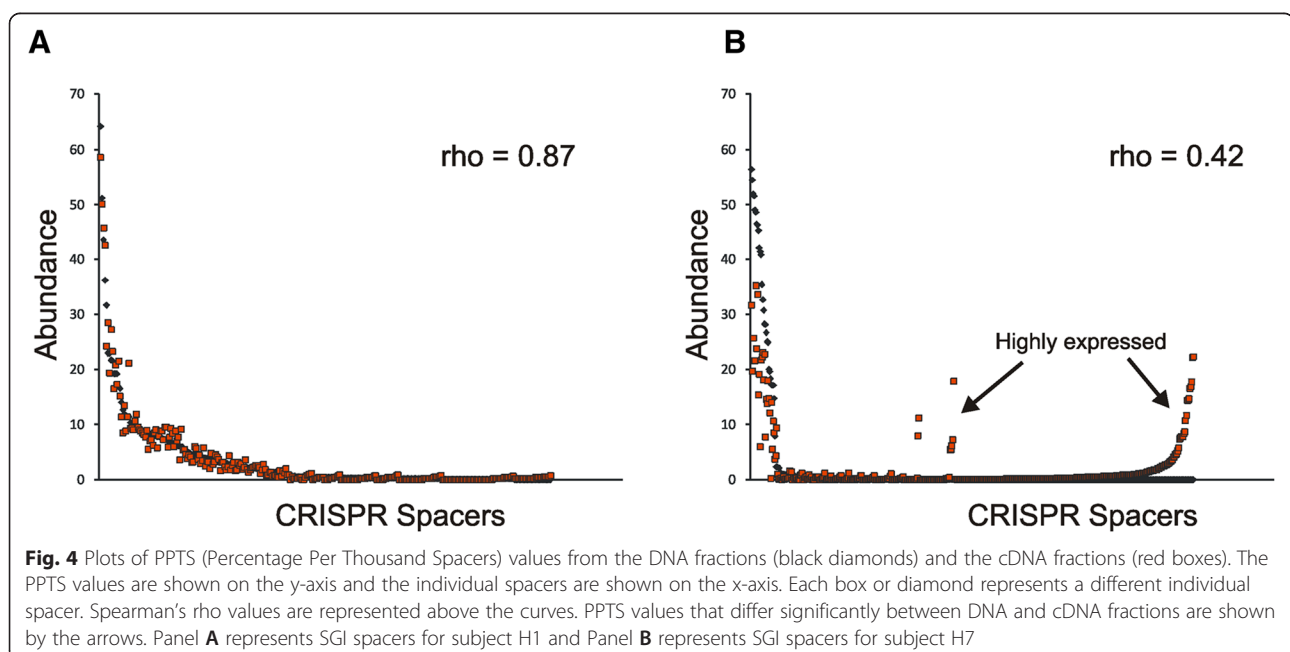 A
70
60
50
40
30
20
10
0
Abundance
rho = 0.87
CRISPR Spacers
B
70
60
50
40
30
20
10
0
Abundance
rho = 0.42
Highly expressed
CRISPR Spacers
Fig. 4 Plots of PPTS (Percentage Per Thousand Spacers) values from the DNA fractions (black diamonds) and the cDNA fractions (red boxes). The
PPTS values are shown on the y-axis and the individual spacers are shown on the x-axis. Each box or diamond represents a different individual
spacer. Spearman's rho values are represented above the curves. PPTS values that differ significantly between DNA and cDNA fractions are shown
by the arrows. Panel A represents SGI spacers for subject H1 and Panel B represents SGI spacers for subject H7